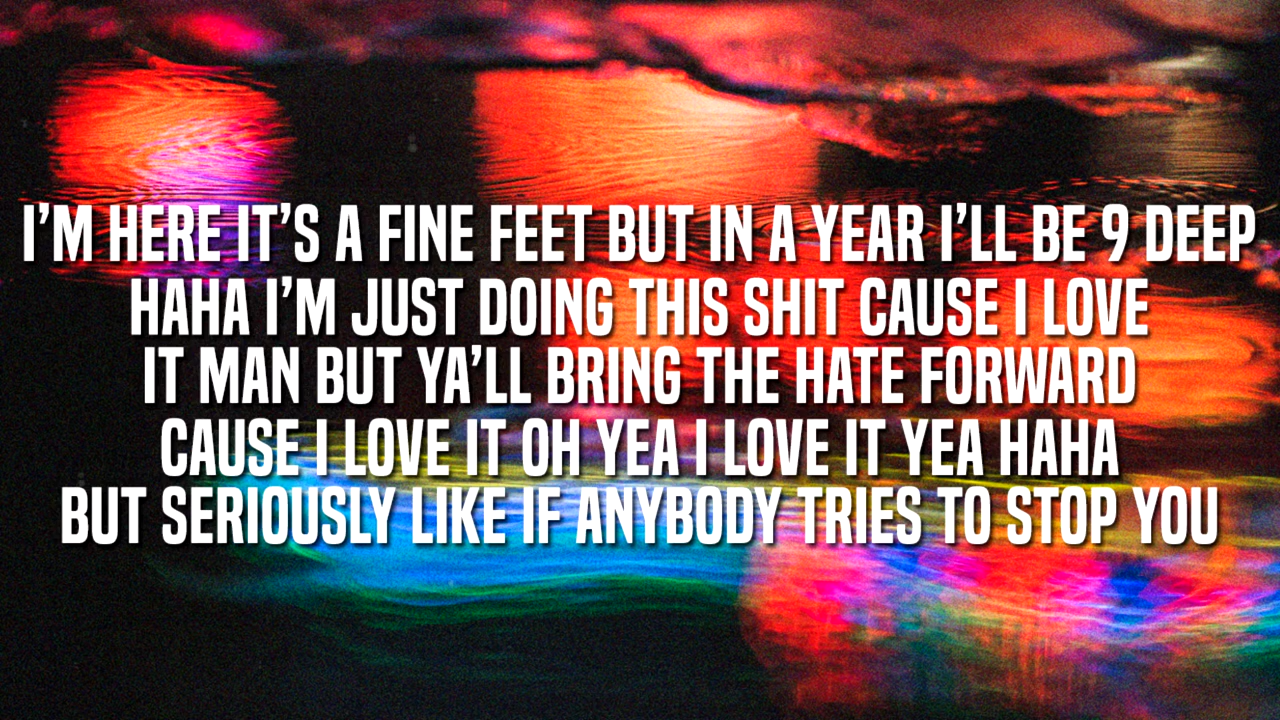 I'M HERE IT'S A FINE FEET BUT IN A YEAR I'LL BE 9 DEEP
HAHA I'M JUST DOING THIS SHIT CAUSE I LOVE
IT MAN BUT YA'LL BRING THE HATE FORWARD
CAUSE I LOVE IT OH YEA I LOVE IT YEA HAHA
BUT SERIOUSLY LIKE IF ANYBODY TRIES TO STOP YOU